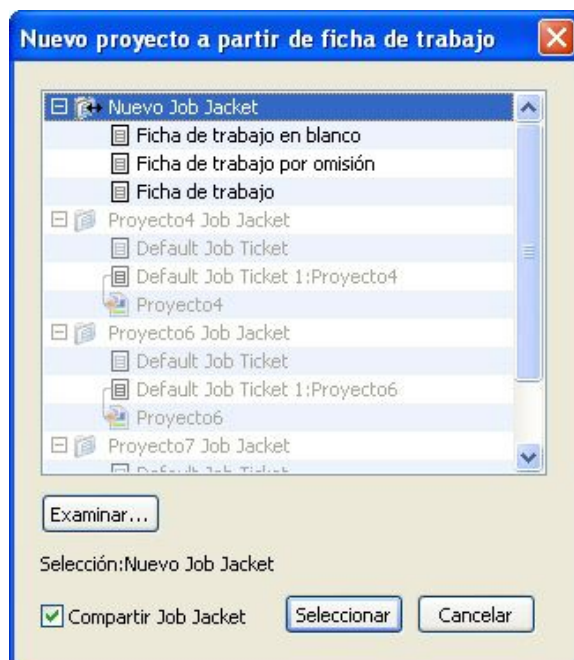 Nuevo proyecto a partir de ficha de trabajo
Nuevo Job Jacket
Ficha de trabajo en blanco
Ficha de trabajo por omisión
Ficha de trabajo
Proyecto4 Job Jacket
Default Job Ticket
Default Job Ticket 1:Proyecto4
Proyecto4
Proyecto6 Job Jacket
Default Job Ticket
Default Job Ticket 1:Proyecto6
Proyecto6
Proyecto7 Job Jacket
Default Job Ticket
Examinar...
Selección:Nuevo Job Jacket
Compartir Job Jacket Seleccionar Cancelar